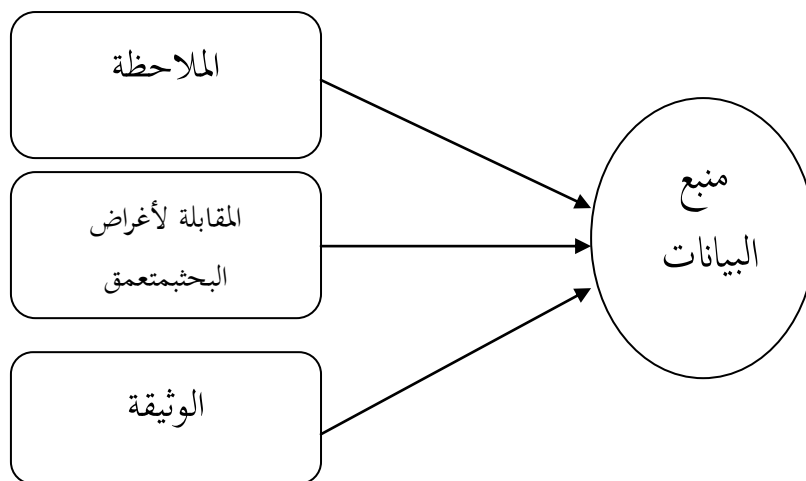 الملاحظة
المقابلة لأغراض
البحثبمتعمق
الوثيقة
منبع
البيانات